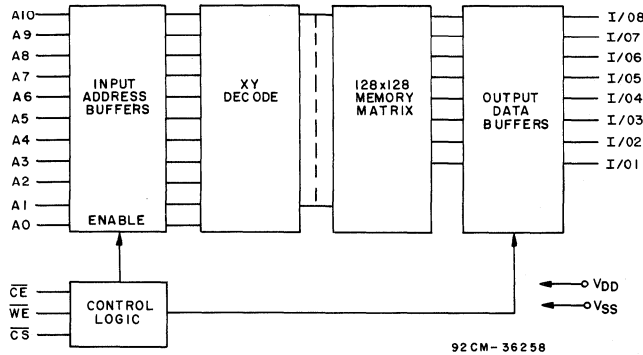 A10
A9
A8
A7
A6
A5
A4
A3
A2
A1
A0
INPUT
ADDRESS
BUFFERS
ENABLE
XY
DECODE
128x128
MEMORY
MATRIX
OUTPUT
DATA
BUFFERS
I/08
I/07
I/06
I/05
I/04
I/03
I/02
I/01
CE
WE
CS
CONTROL
LOGIC
VDD
VSS
92CM-36258